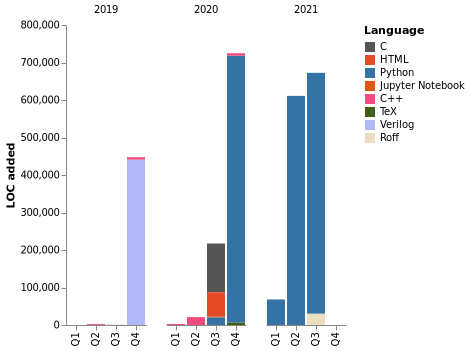 2019 2020 2021
Language
C
HTML
Python
Jupyter Notebook
C++
TeX
Verilog
Roff
LOC added
800,000
700,000
600,000
500,000
400,000
300,000
200,000
100,000
0
Q1 Q2 Q3 Q4 Q1 Q2 Q3 Q4 Q1 Q2 Q3 Q4